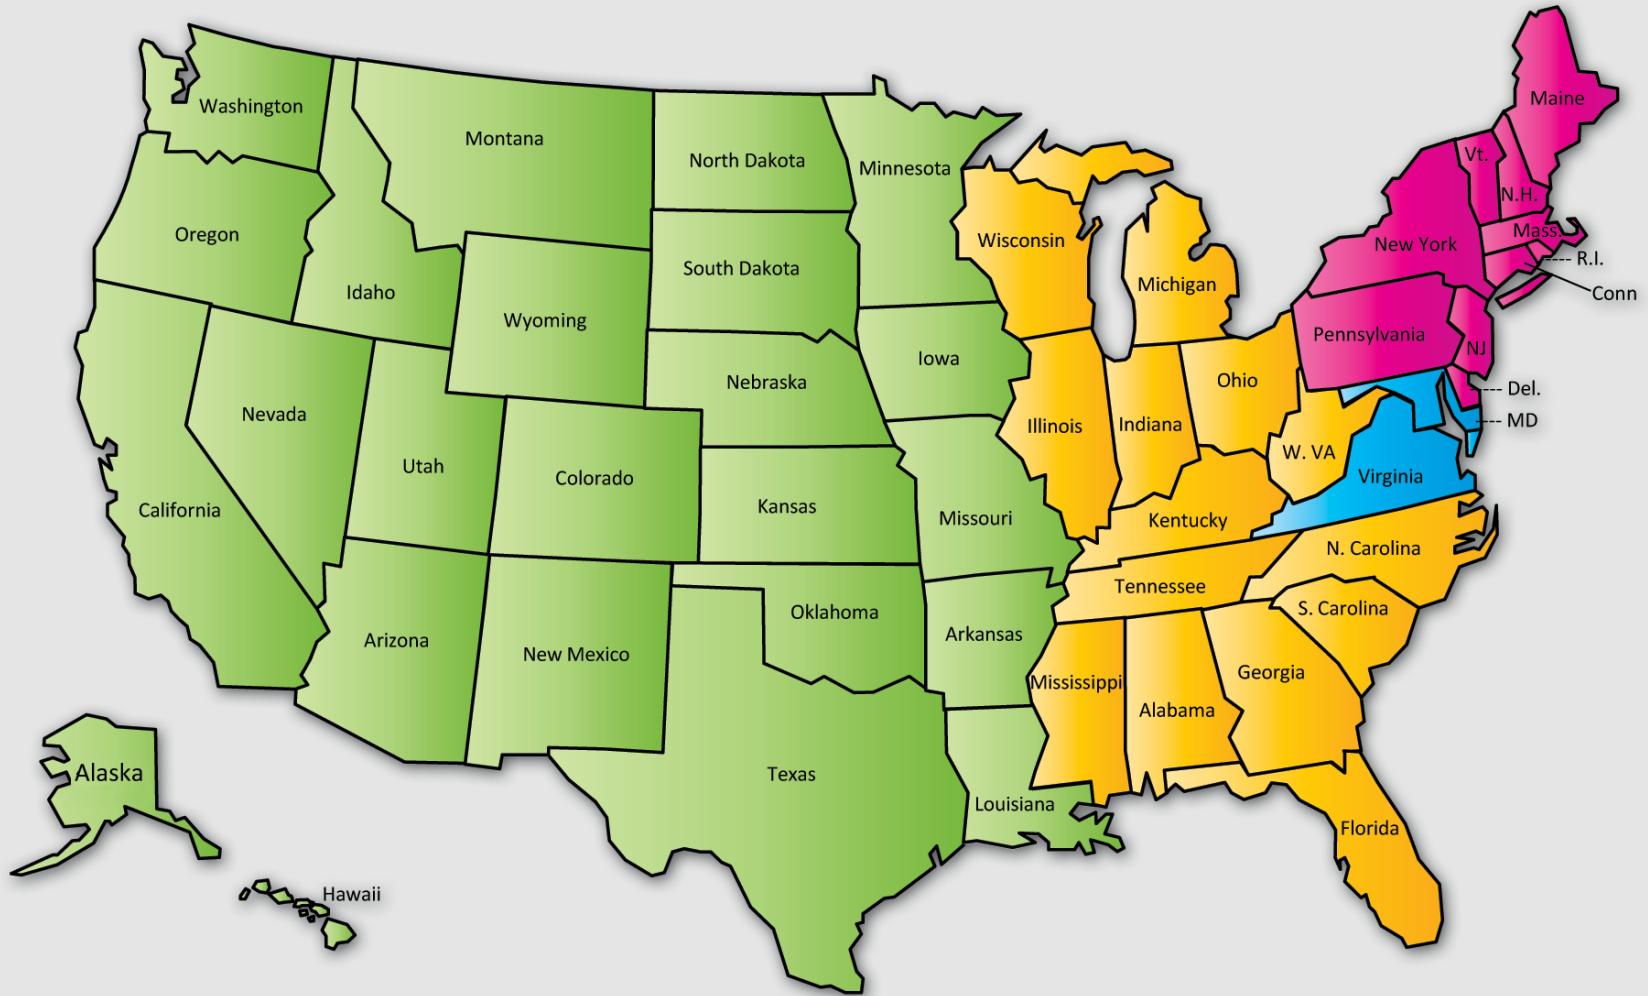 Washington
Montana
North Dakota
Minnesota
Maine
Vt.
N.H.
Oregon
Idaho
South Dakota
Wisconsin
Michigan
New York
Mass.
R.I.
Conn
Wyoming
Nebraska
Iowa
Pennsylvania
NJ
Del.
MD
Nevada
Utah
Colorado
Kansas
Illinois
Indiana
Ohio
W. VA
Virginia
California
Missouri
Kentucky
N. Carolina
Tennessee
S. Carolina
Arizona
New Mexico
Oklahoma
Arkansas
Mississippi
Alabama
Georgia
Alaska
Texas
Louisiana
Florida
Hawaii